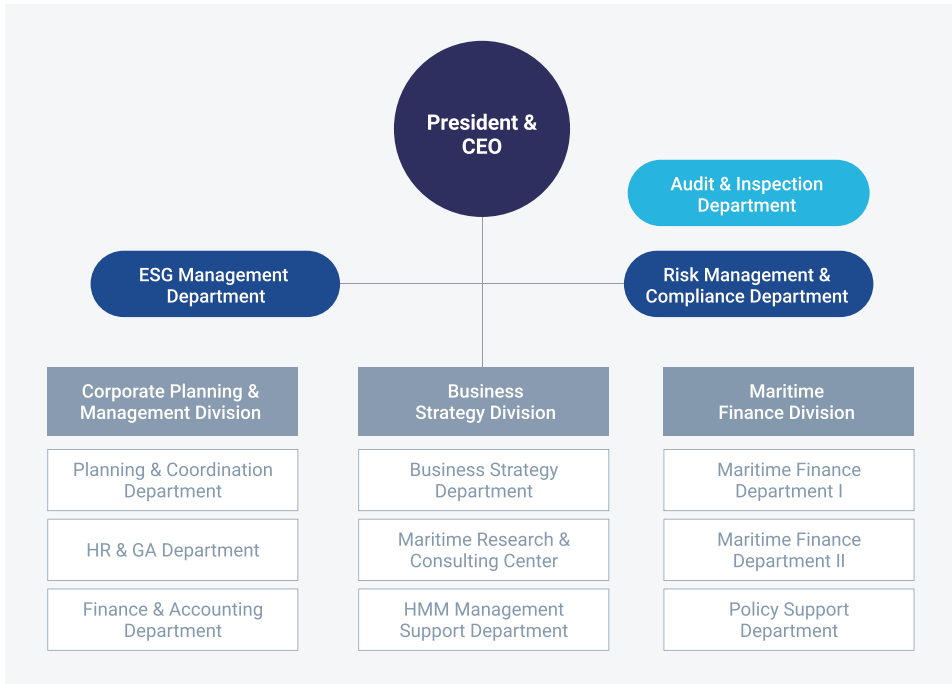 President &
CEO
Audit & Inspection
Department
ESG Management
Department
Risk Management &
Compliance Department
Corporate Planning &
Management Division
Planning & Coordination
Department
HR & GA Department
Finance & Accounting
Department
Business
Strategy Division
Business Strategy
Department
Maritime Research &
Consulting Center
HMM Management
Support Department
Maritime
Finance Division
Maritime Finance
Department I
Maritime Finance
Department II
Policy Support
Department